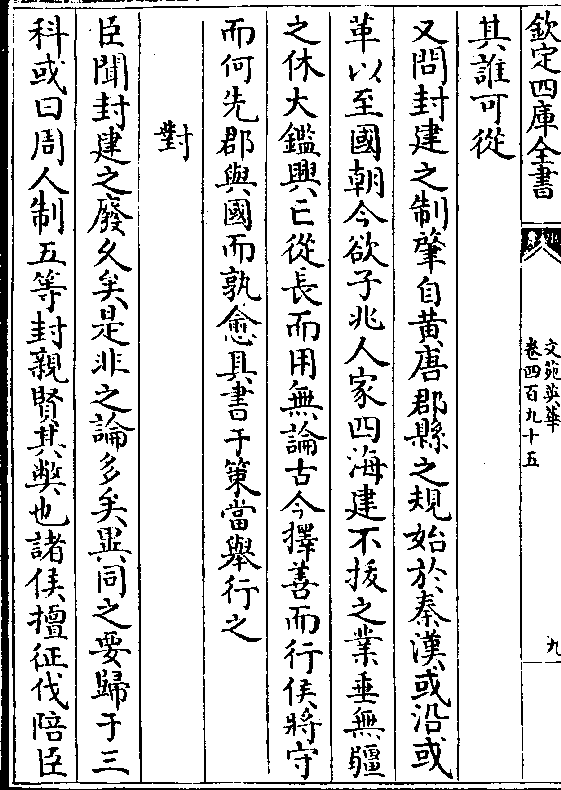 欽定四庫全書
文苑英華
卷四百九十五
九
其誰可從
又問封建之制肇自黄唐郡縣之規始於秦漢或沿或
革以至國朝今欲子兆人家四海建不拔之業垂無疆
之休大鑑興亡從長而用無論古今擇善而行侯將守
而何先郡與國而孰愈具書于策當舉行之
對
臣聞封建之廢久矣是非之論多矣異同之要歸于三
科或曰周人制五等封親賢其弊也諸侯擅征伐陪臣